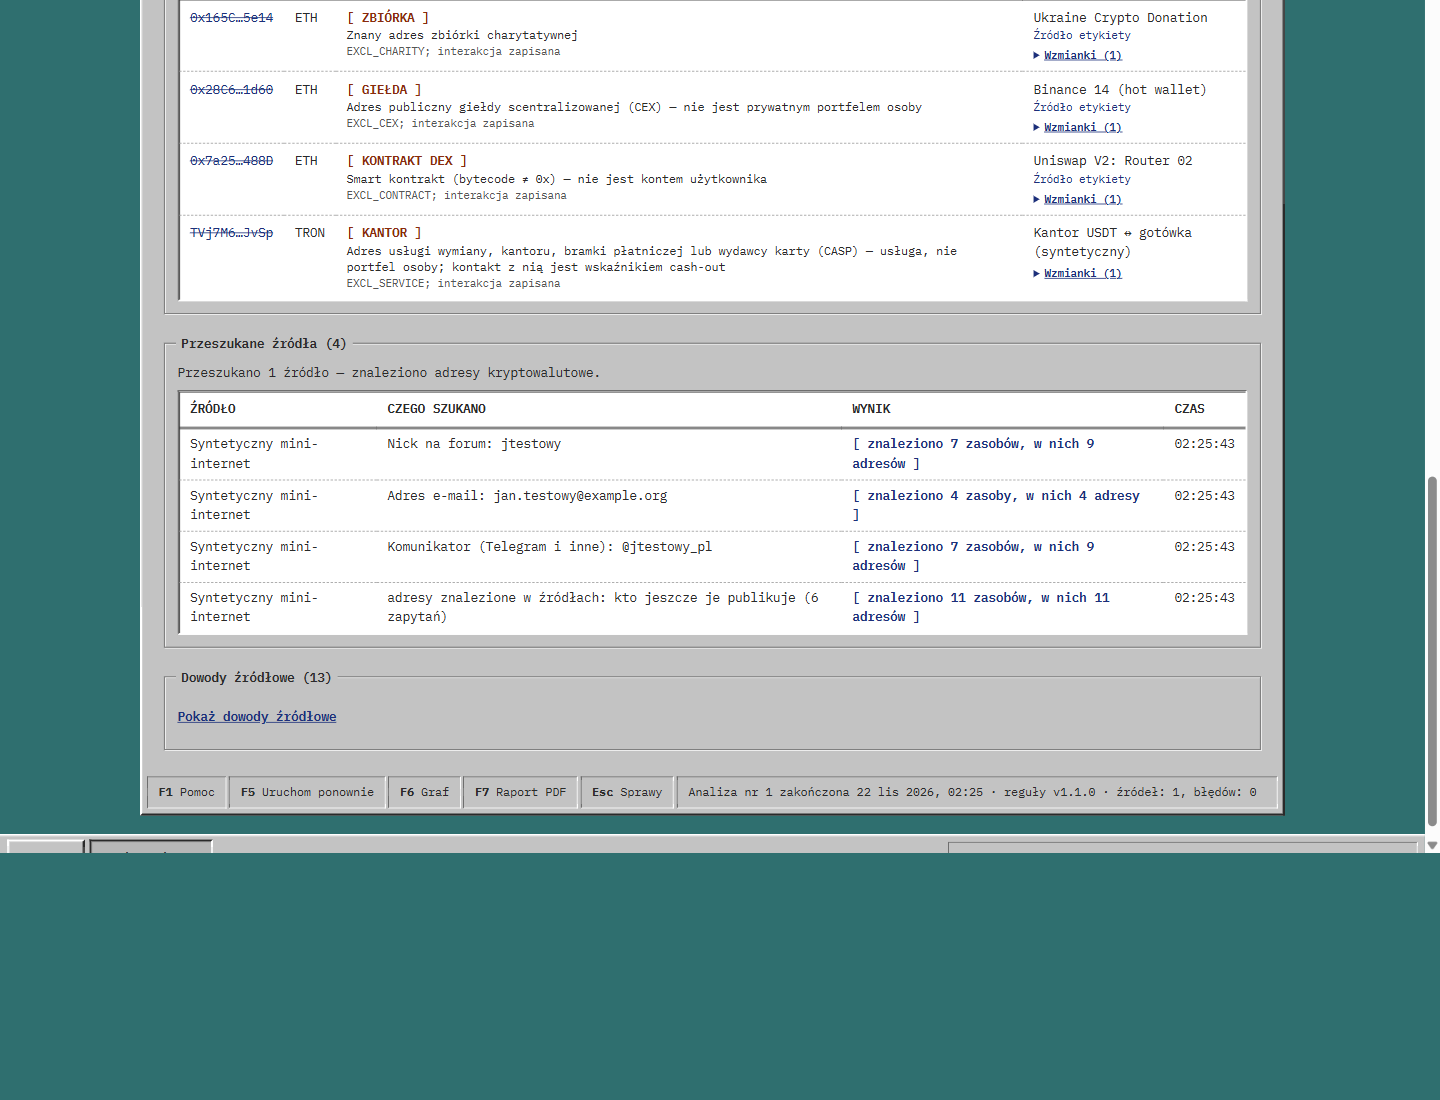 0x165C…5e14 ETH [ ZBIÓRKA ] Ukraine Crypto Donation
Znany adres zbiórki charytatywnej Źródło etykiety
EXCL_CHARITY; interakcja zapisana ▶ Wzmianki (1)
0x28C6…1d60 ETH [ GIEŁDA ] Binance 14 (hot wallet)
Adres publiczny giełdy scentralizowanej (CEX) — nie jest prywatnym portfelem osoby Źródło etykiety
EXCL_CEX; interakcja zapisana ▶ Wzmianki (1)
0x7a25…488D ETH [ KONTRAKT DEX ] Uniswap V2: Router 02
Smart kontrakt (bytecode ≠ 0x) — nie jest kontem użytkownika Źródło etykiety
EXCL_CONTRACT; interakcja zapisana ▶ Wzmianki (1)
TVj7M6…JvSp TRON [ KANTOR ] Kantor USDT ↔ gotówka
Adres usługi wymiany, kantoru, bramki płatniczej lub wydawcy karty (CASP) — usługa, nie (syntetyczny)
portfel osoby; kontakt z nią jest wskaźnikiem cash-out ▶ Wzmianki (1)
EXCL_SERVICE; interakcja zapisana
Przeszukane źródła (4)
Przeszukano 1 źródło — znaleziono adresy kryptowalutowe.
ŹRÓDŁO CZEGO SZUKANO WYNIK CZAS
Syntetyczny mini- Nick na forum: jtestowy [ znaleziono 7 zasobów, w nich 9 02:25:43
internet adresów ]
Syntetyczny mini- Adres e-mail: jan.testowy@example.org [ znaleziono 4 zasoby, w nich 4 adresy 02:25:43
internet ]
Syntetyczny mini- Komunikator (Telegram i inne): @jtestowy_pl [ znaleziono 7 zasobów, w nich 9 02:25:43
internet adresów ]
Syntetyczny mini- adresy znalezione w źródłach: kto jeszcze je publikuje (6 [ znaleziono 11 zasobów, w nich 11 02:25:43
internet zapytań) adresów ]
Dowody źródłowe (13)
Pokaż dowody źródłowe
F1 Pomoc F5 Uruchom ponownie F6 Graf F7 Raport PDF Esc Sprawy Analiza nr 1 zakończona 22 lis 2026, 02:25 · reguły v1.1.0 · źródeł: 1, błędów: 0